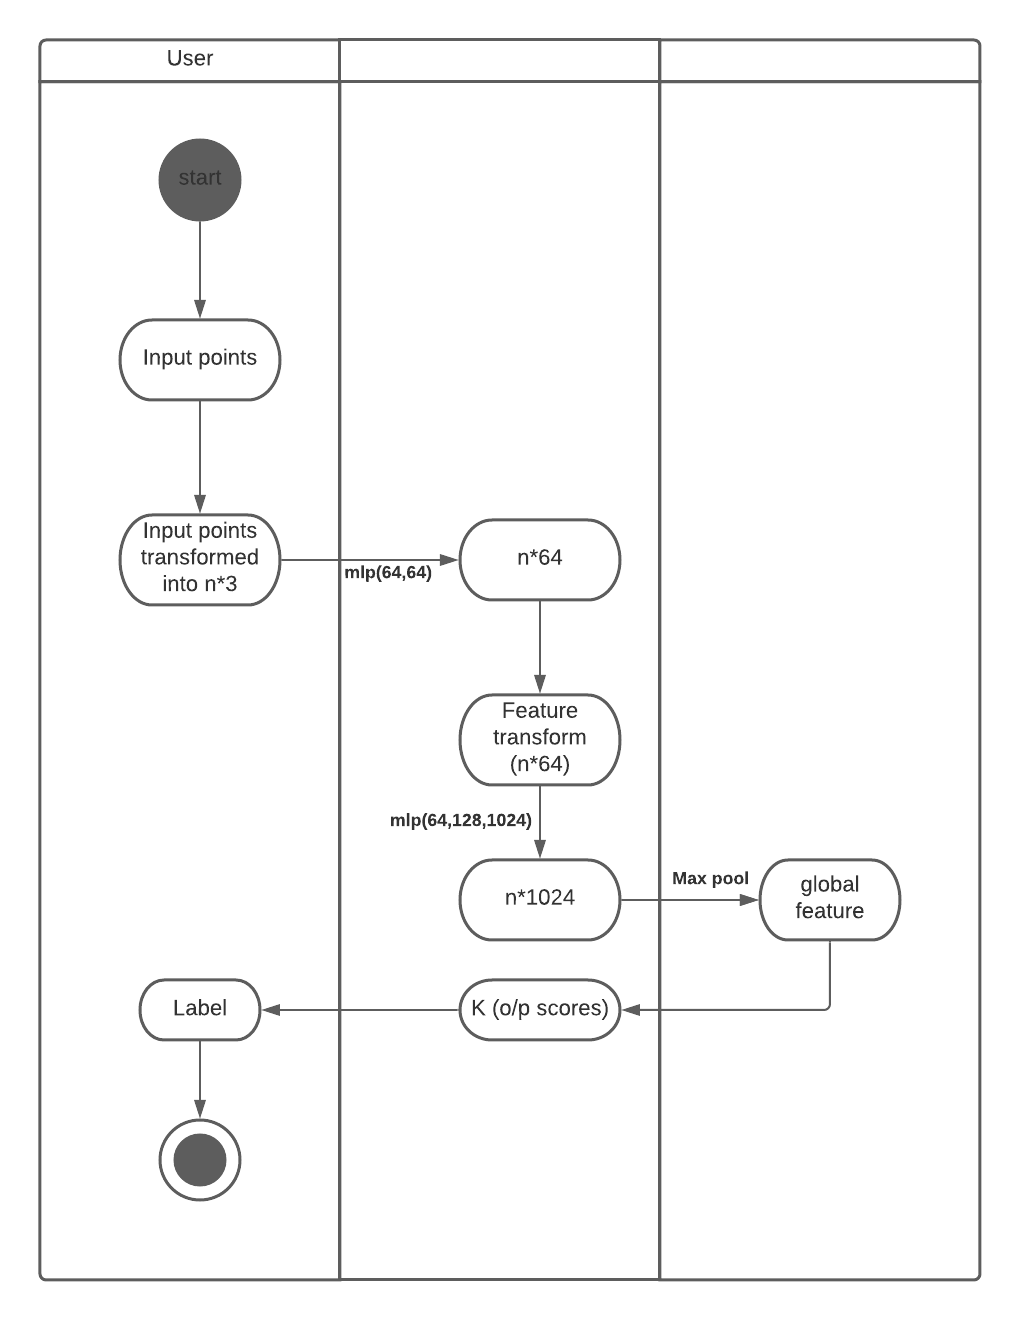 User
start
Input points
Input points
transformed
into n*3
mlp(64,64)
n*64
Feature
transform
(n*64)
mlp(64,128,1024)
n*1024
Max pool
global
feature
K (o/p scores)
Label